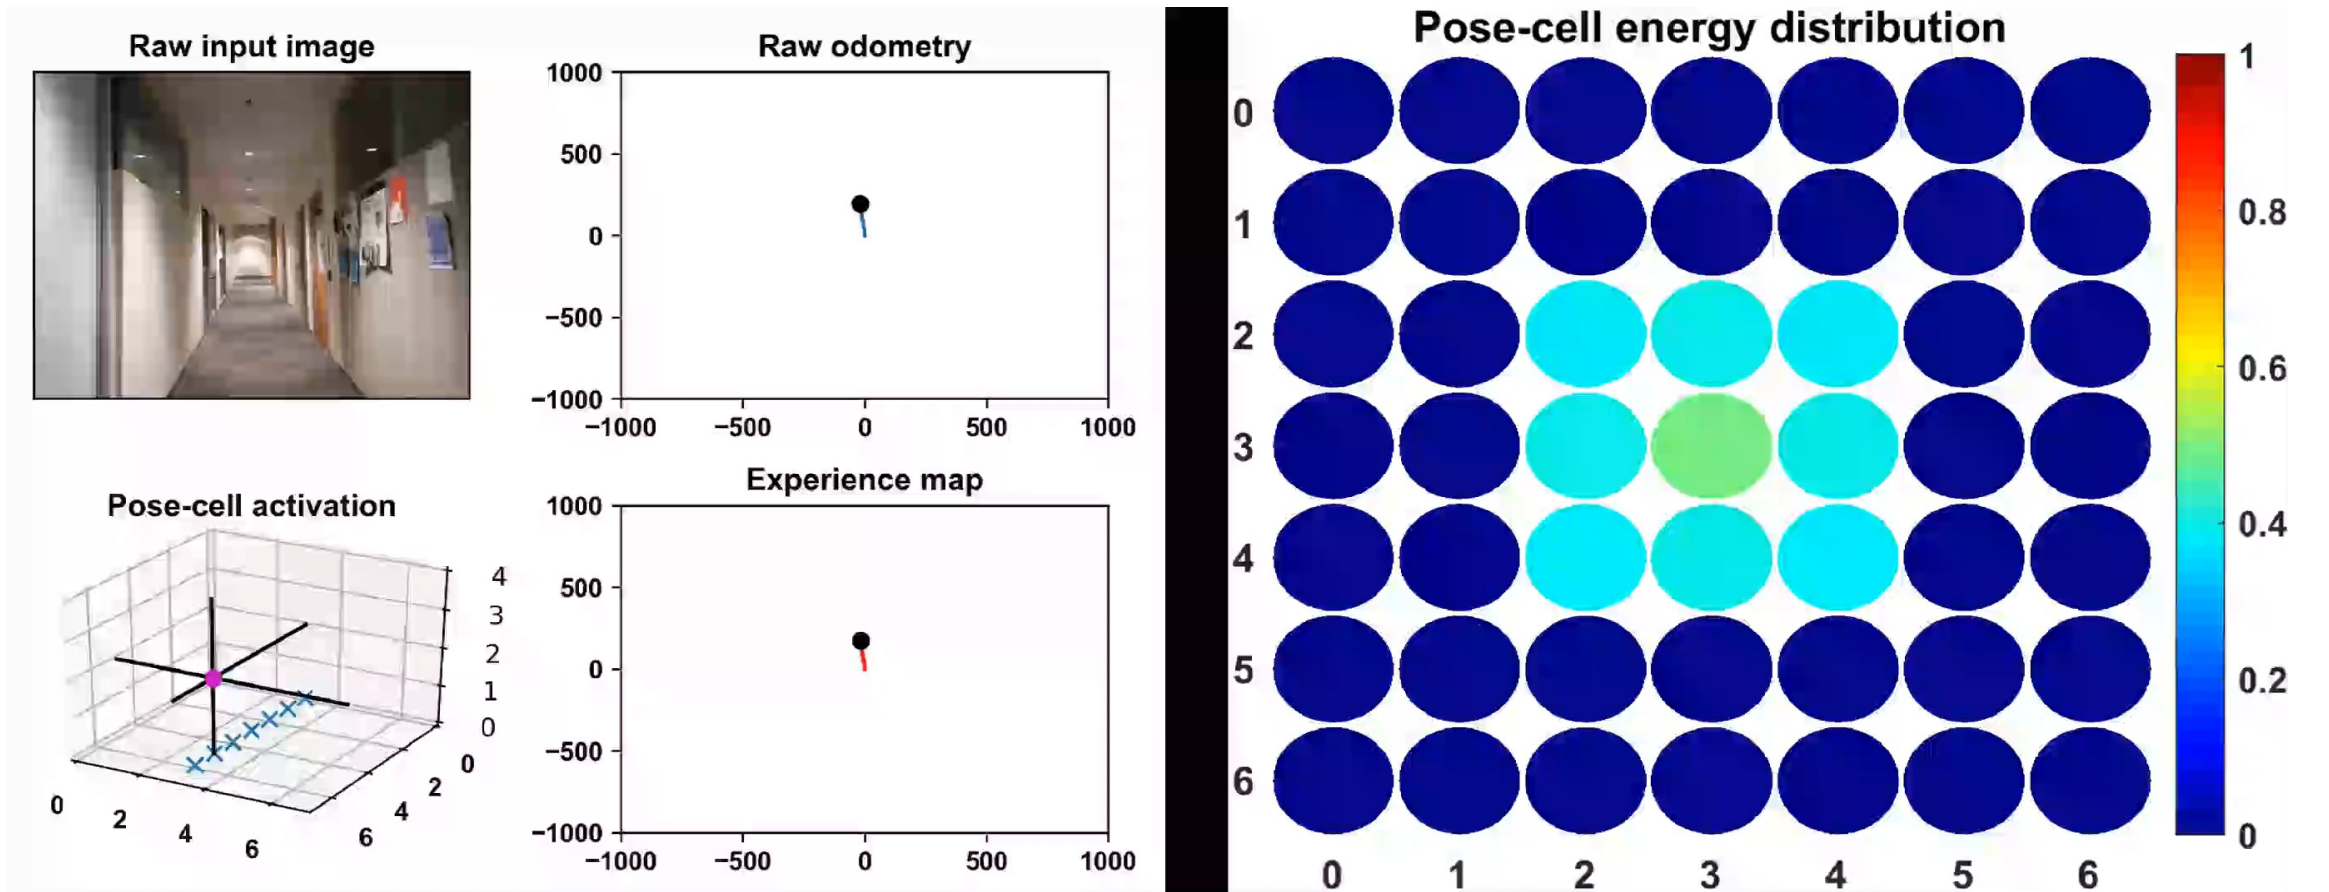 Raw input image
Raw odometry
1000
500
0
−500
−1000
−1000 −500 0 500 1000
Pose-cell activation
4
3
2
1
0
0 2 4 6
0 2 4 6
Experience map
1000
500
0
−500
−1000
−1000 −500 0 500 1000
Pose-cell energy distribution
0
1
2
3
4
5
6
0 1 2 3 4 5 6
1
0.8
0.6
0.4
0.2
0